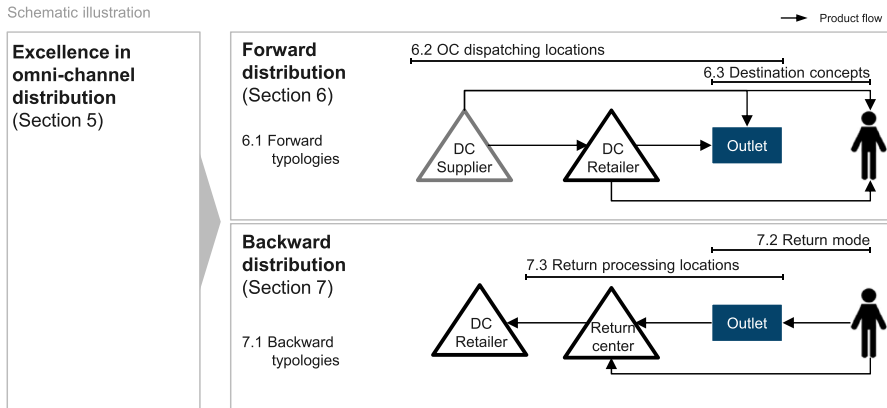 Schematic illustration
Product flow
Excellence in
omni-channel
distribution
(Section 5)
Forward
distribution
(Section 6)
6.1 Forward
typologies
6.2 OC dispatching locations
6.3 Destination concepts
DC
Supplier
DC
Retailer
Outlet
Backward
distribution
(Section 7)
7.1 Backward
typologies
7.2 Return mode
7.3 Return processing locations
DC
Retailer
Return
center
Outlet